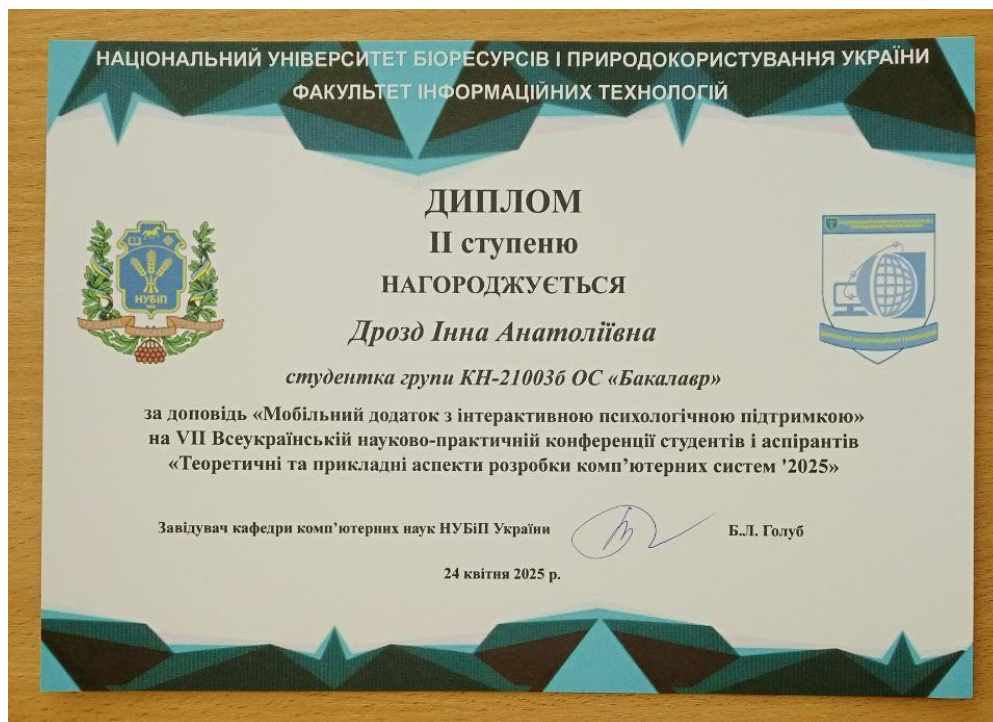 НАЦІОНАЛЬНИЙ УНІВЕРСИТЕТ БІОРЕСУРСІВ І ПРИРОДОКОРИСТУВАННЯ УКРАЇНИ
ФАКУЛЬТЕТ ІНФОРМАЦІЙНИХ ТЕХНОЛОГІЙ
ДИПЛОМ
ІІ ступеню
НАГОРОДЖУЄТЬСЯ
НУБіП
Дрозд Інна Анатоліївна
студентка групи КН-21003б ОС «Бакалавр»
за доповідь «Мобільний додаток з інтерактивною психологічною підтримкою»
на VII Всеукраїнській науково-практичній конференції студентів і аспірантів
«Теоретичні та прикладні аспекти розробки комп’ютерних систем '2025»
Завідувач кафедри комп’ютерних наук НУБіП України
Б.Л. Голуб
24 квітня 2025 р.